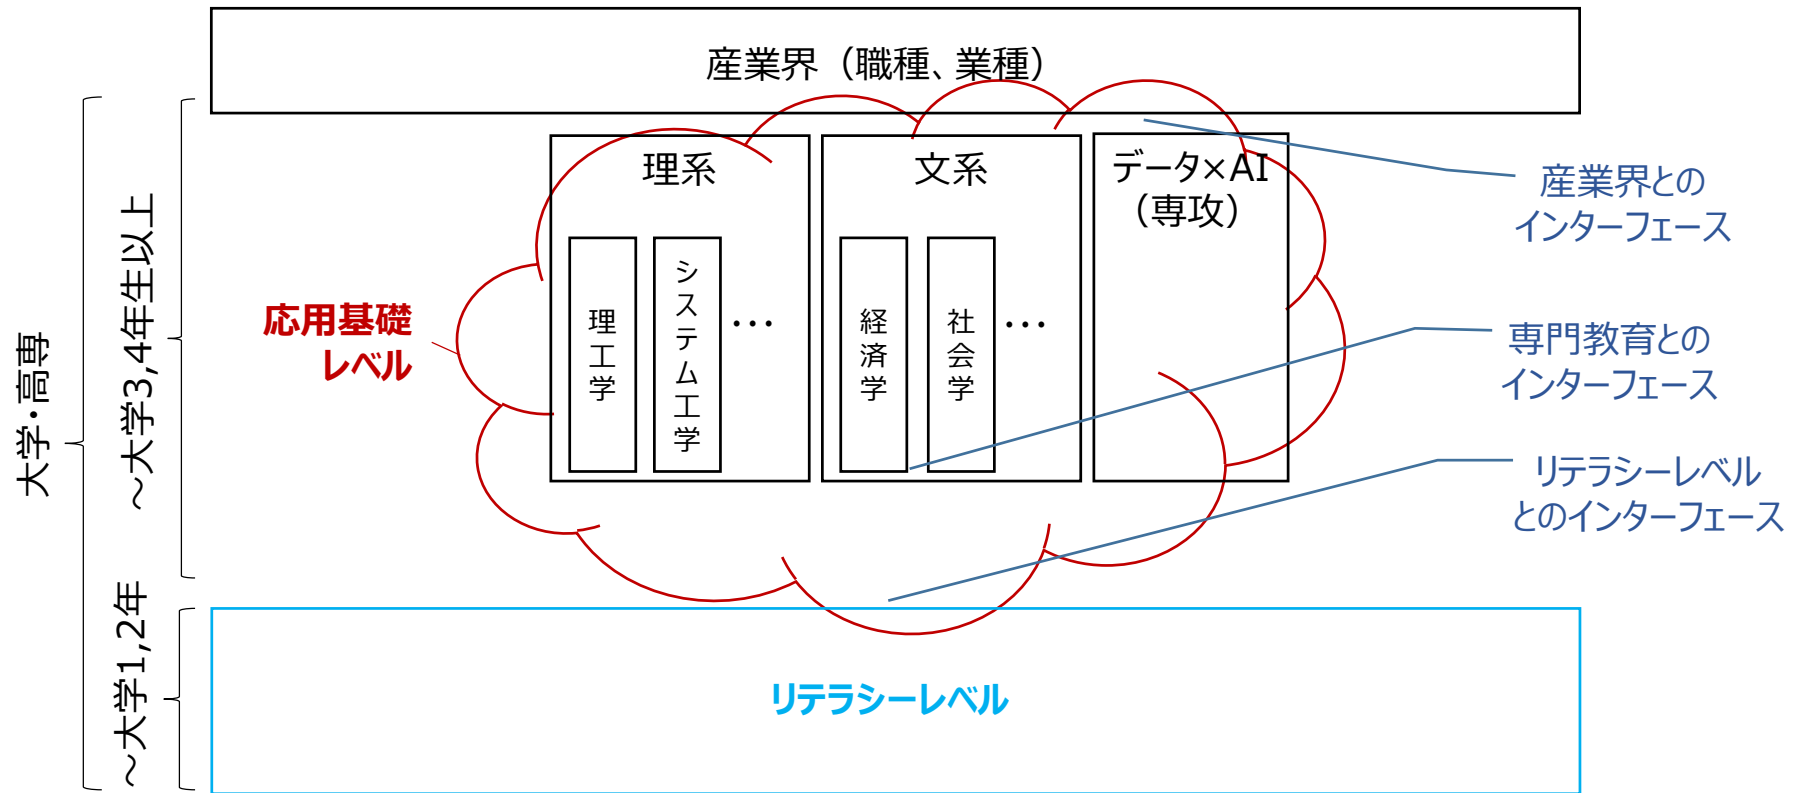 産業界（職種、業種）
理系
文系
データ×AI
（専攻）
理工学
システム工学
…
経済学
社会学
…
応用基礎
レベル
産業界との
インターフェース
専門教育との
インターフェース
リテラシーレベル
とのインターフェース
大学・高専
～大学3,4年生以上
～大学1,2年
リテラシーレベル